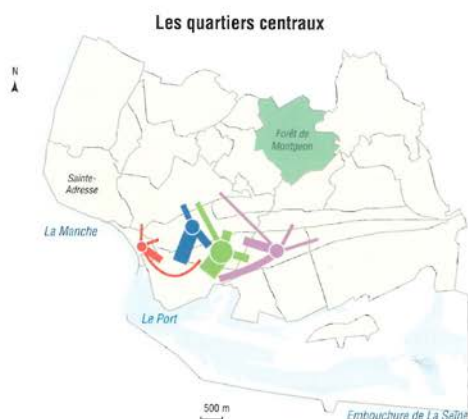 Les quartiers centraux
N
Forêt de
Montgeon
Sainte-
Adresse
La Manche
Le Port
500 m
Embouchure de La Seine